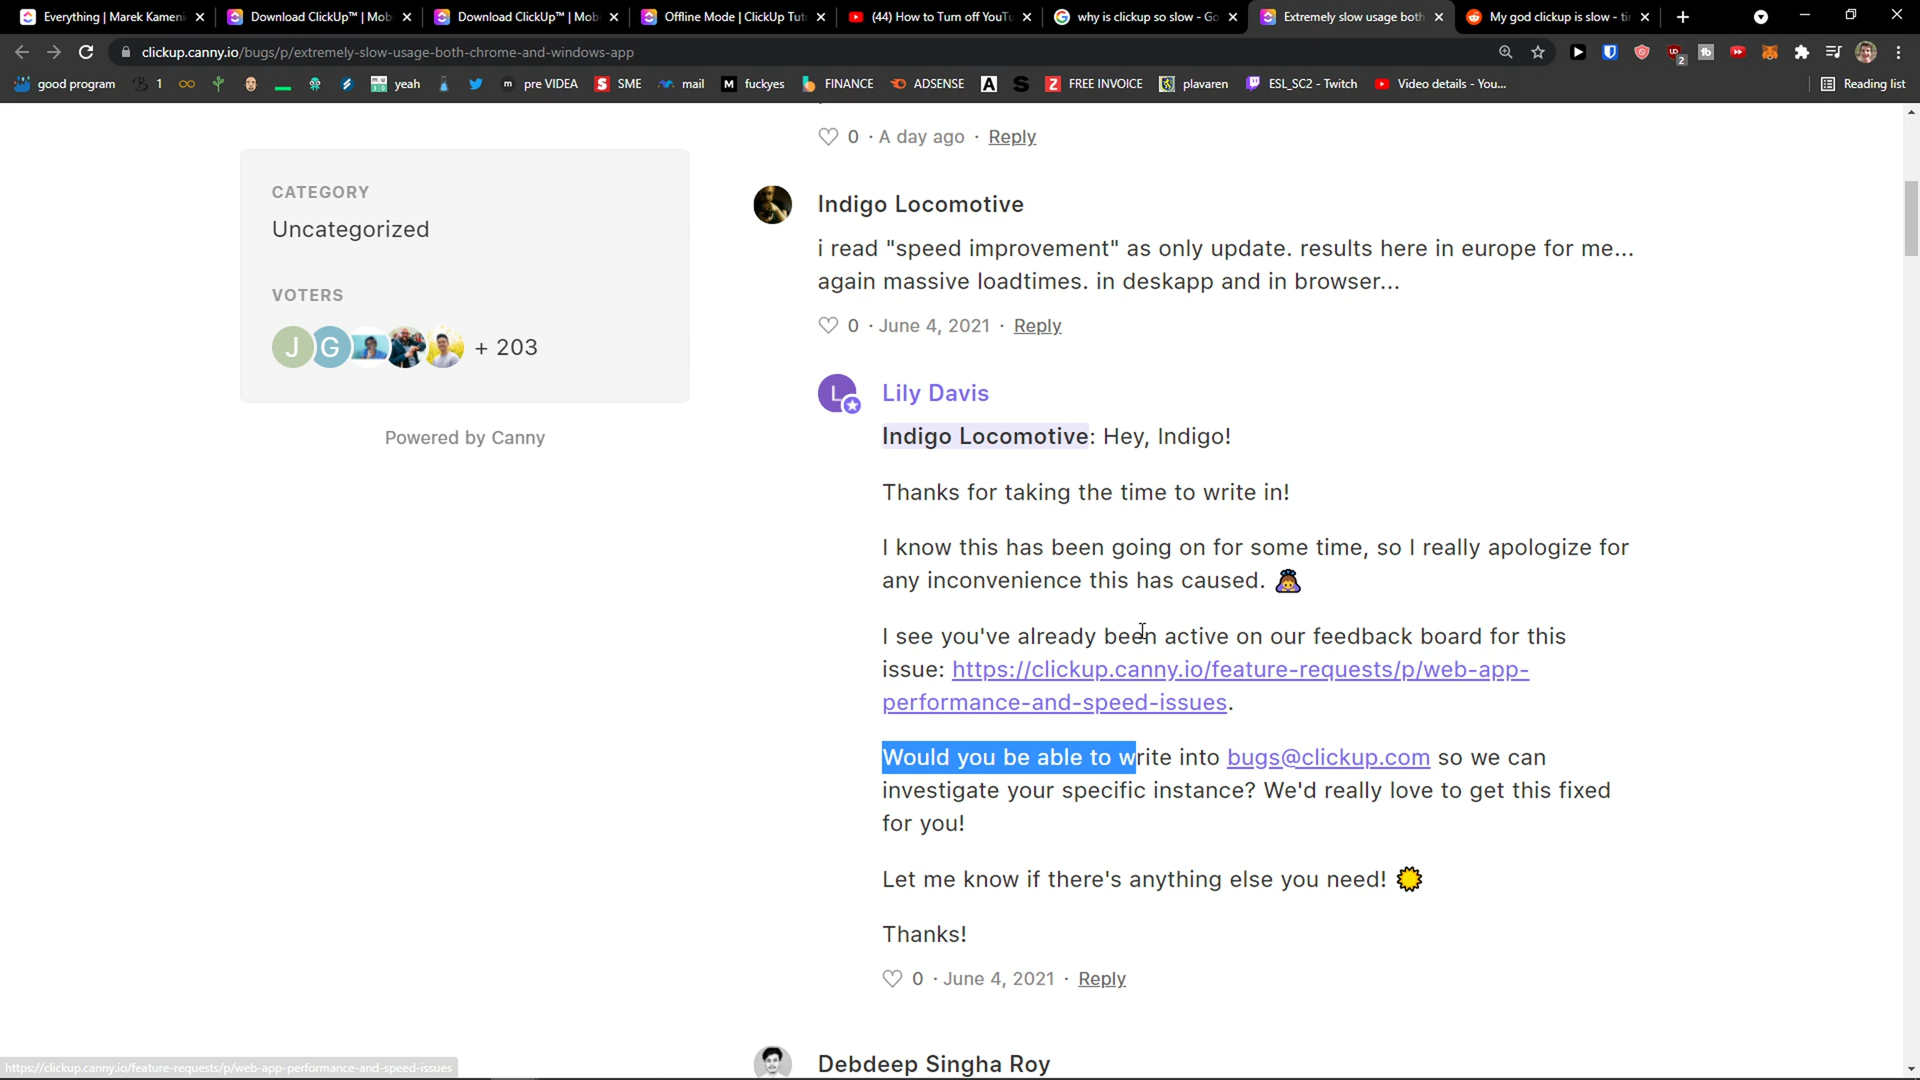 Everything | Marek Kameni
Download ClickUp™ | Mob
Download ClickUp™ | Mob
Offline Mode | ClickUp Tut
(44) How to Turn off YouTu
why is clickup so slow - Go
Extremely slow usage both
My god clickup is slow - tir
clickup.canny.io/bugs/p/extremely-slow-usage-both-chrome-and-windows-app
good program
1
yeah
pre VIDEA
SME
mail
fuckyes
FINANCE
ADSENSE
FREE INVOICE
plavaren
ESL_SC2 - Twitch
Video details - You...
Reading list
CATEGORY
Uncategorized
VOTERS
J G + 203
Powered by Canny
0 · A day ago · Reply
Indigo Locomotive
i read "speed improvement" as only update. results here in europe for me...
again massive loadtimes. in deskapp and in browser...
0 · June 4, 2021 · Reply
L
Lily Davis
Indigo Locomotive: Hey, Indigo!
Thanks for taking the time to write in!
I know this has been going on for some time, so I really apologize for
any inconvenience this has caused. 🙇‍♀️
I see you've already been active on our feedback board for this
issue: https://clickup.canny.io/feature-requests/p/web-app-
performance-and-speed-issues.
Would you be able to write into bugs@clickup.com so we can
investigate your specific instance? We'd really love to get this fixed
for you!
Let me know if there's anything else you need!
Thanks!
0 · June 4, 2021 · Reply
Debdeep Singha Roy
https://clickup.canny.io/feature-requests/p/web-app-performance-and-speed-issues